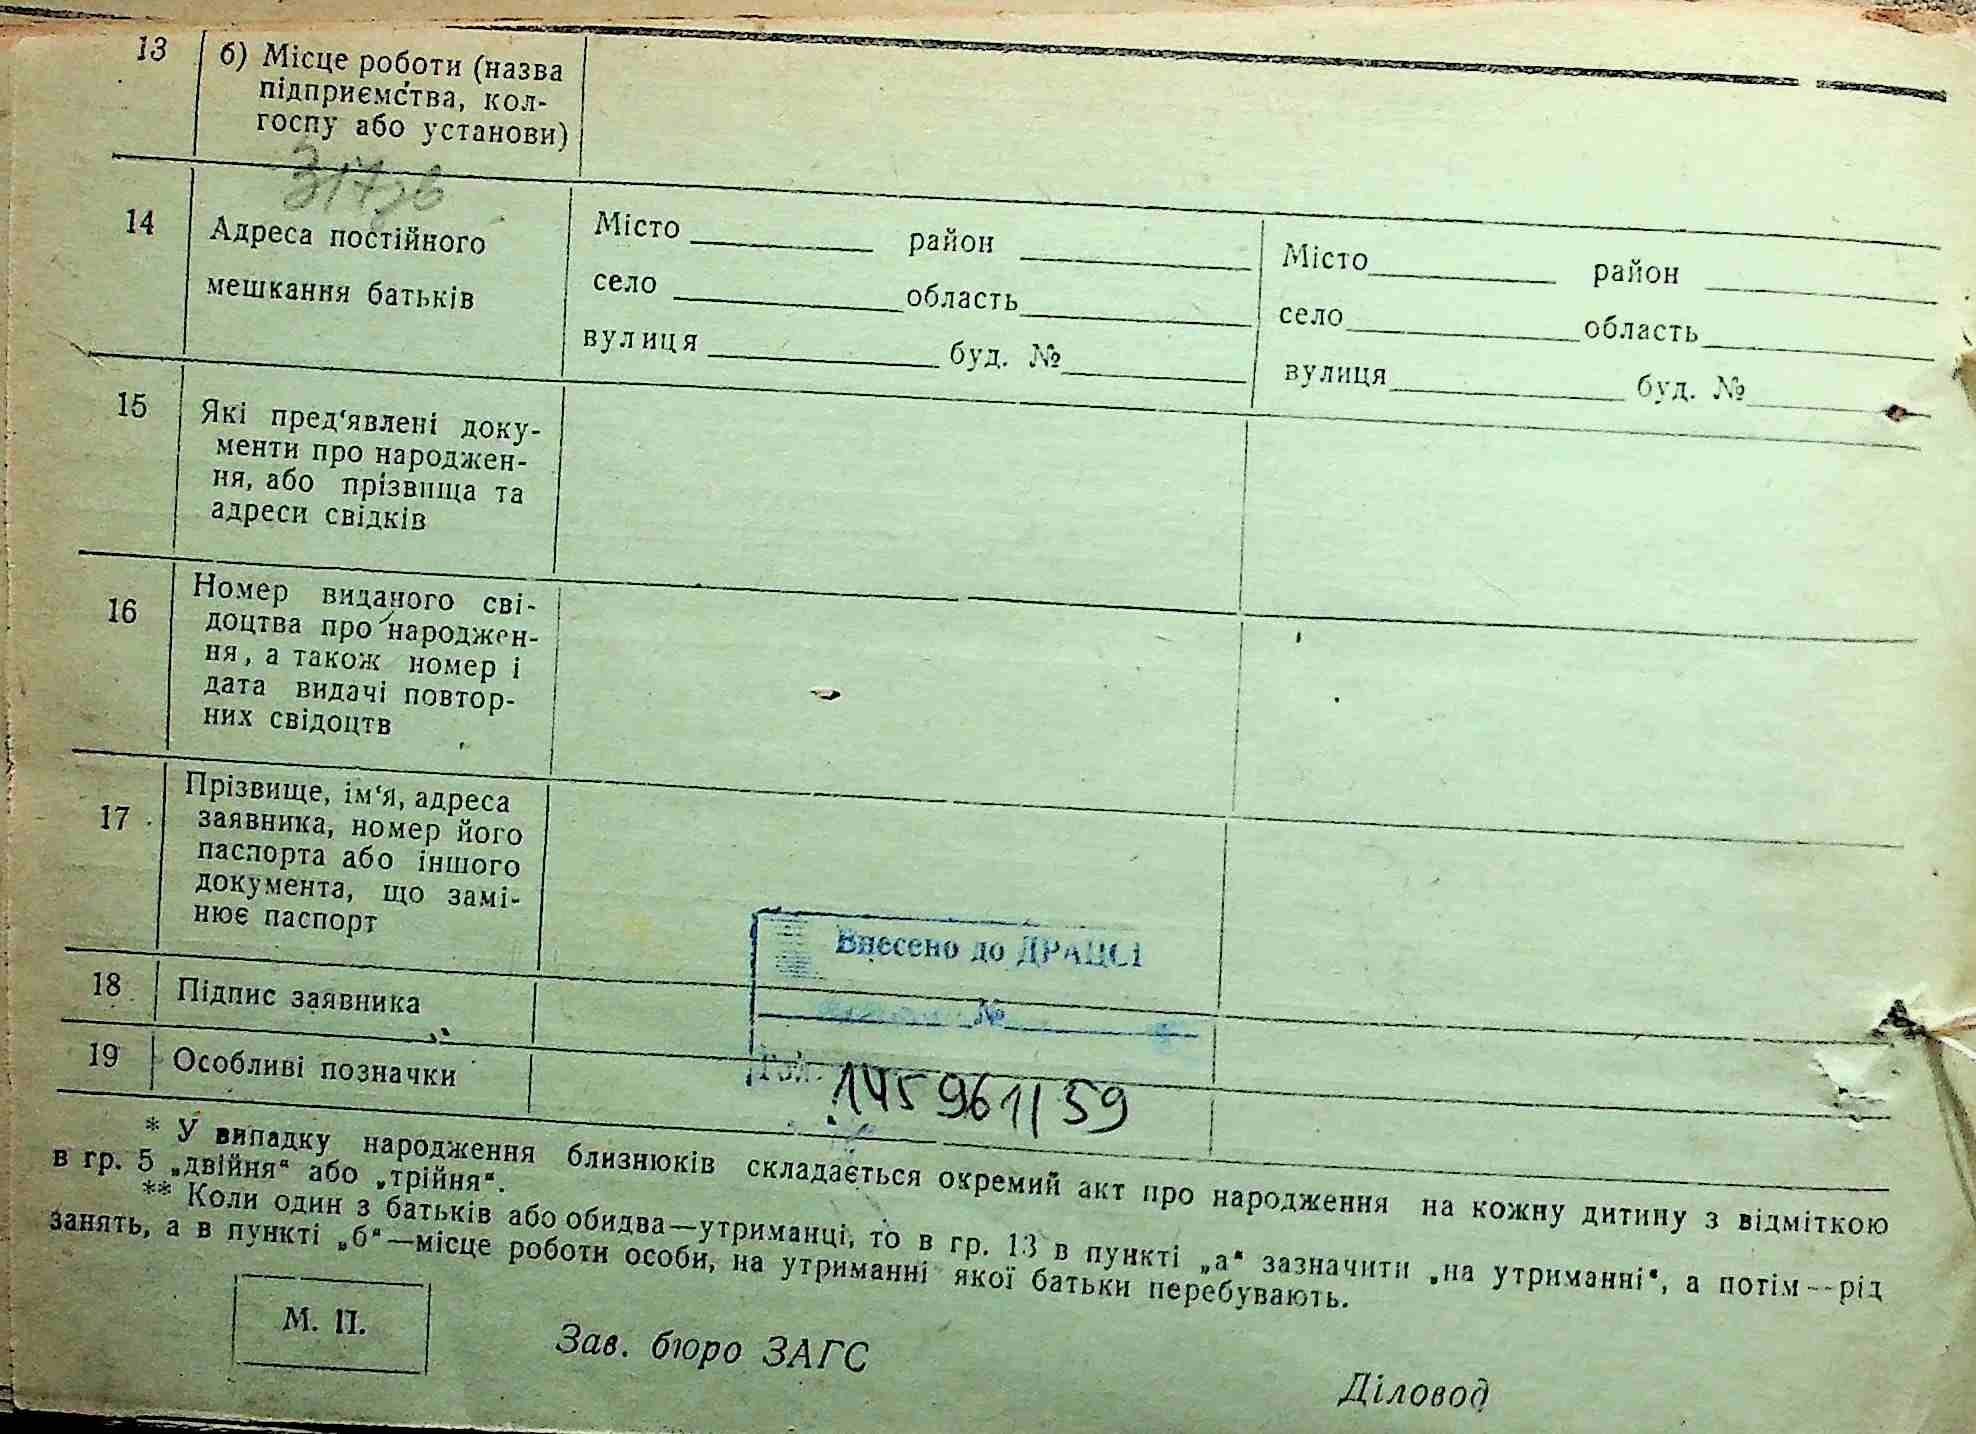 13 б) Місце роботи (назва
підприємства, кол-
госпу або установи)
14 Адреса постійного
мешкання батьків
Місто район
село область
вулиця буд. №
Місто район
село область
вулиця буд. №
15 Які пред‘явлені доку-
менти про народжен-
ня, або прізвища та
адреси свідків
16 Номер виданого сві-
доцтва про народжен-
ня, а також номер і
дата видачі повтор-
них свідоцтв
17 Прізвище, ім‘я, адреса
заявника, номер його
паспорта або іншого
документа, що замі-
нює паспорт
Внесено до ДРАЦСГ
№
18 Підпис заявника
19 Особливі позначки
145961/59
* У випадку народження близнюків складається окремий акт про народження на кожну дитину з відміткою
в гр. 5 „двійня“ або „трійня“.
** Коли один з батьків або обидва—утриманці, то в гр. 13 в пункті „а“ зазначити „на утриманні“, а потім—рід
занять, а в пункті „б“—місце роботи особи, на утриманні якої батьки перебувають.
М. П.
Зав. бюро ЗАГС
Діловод